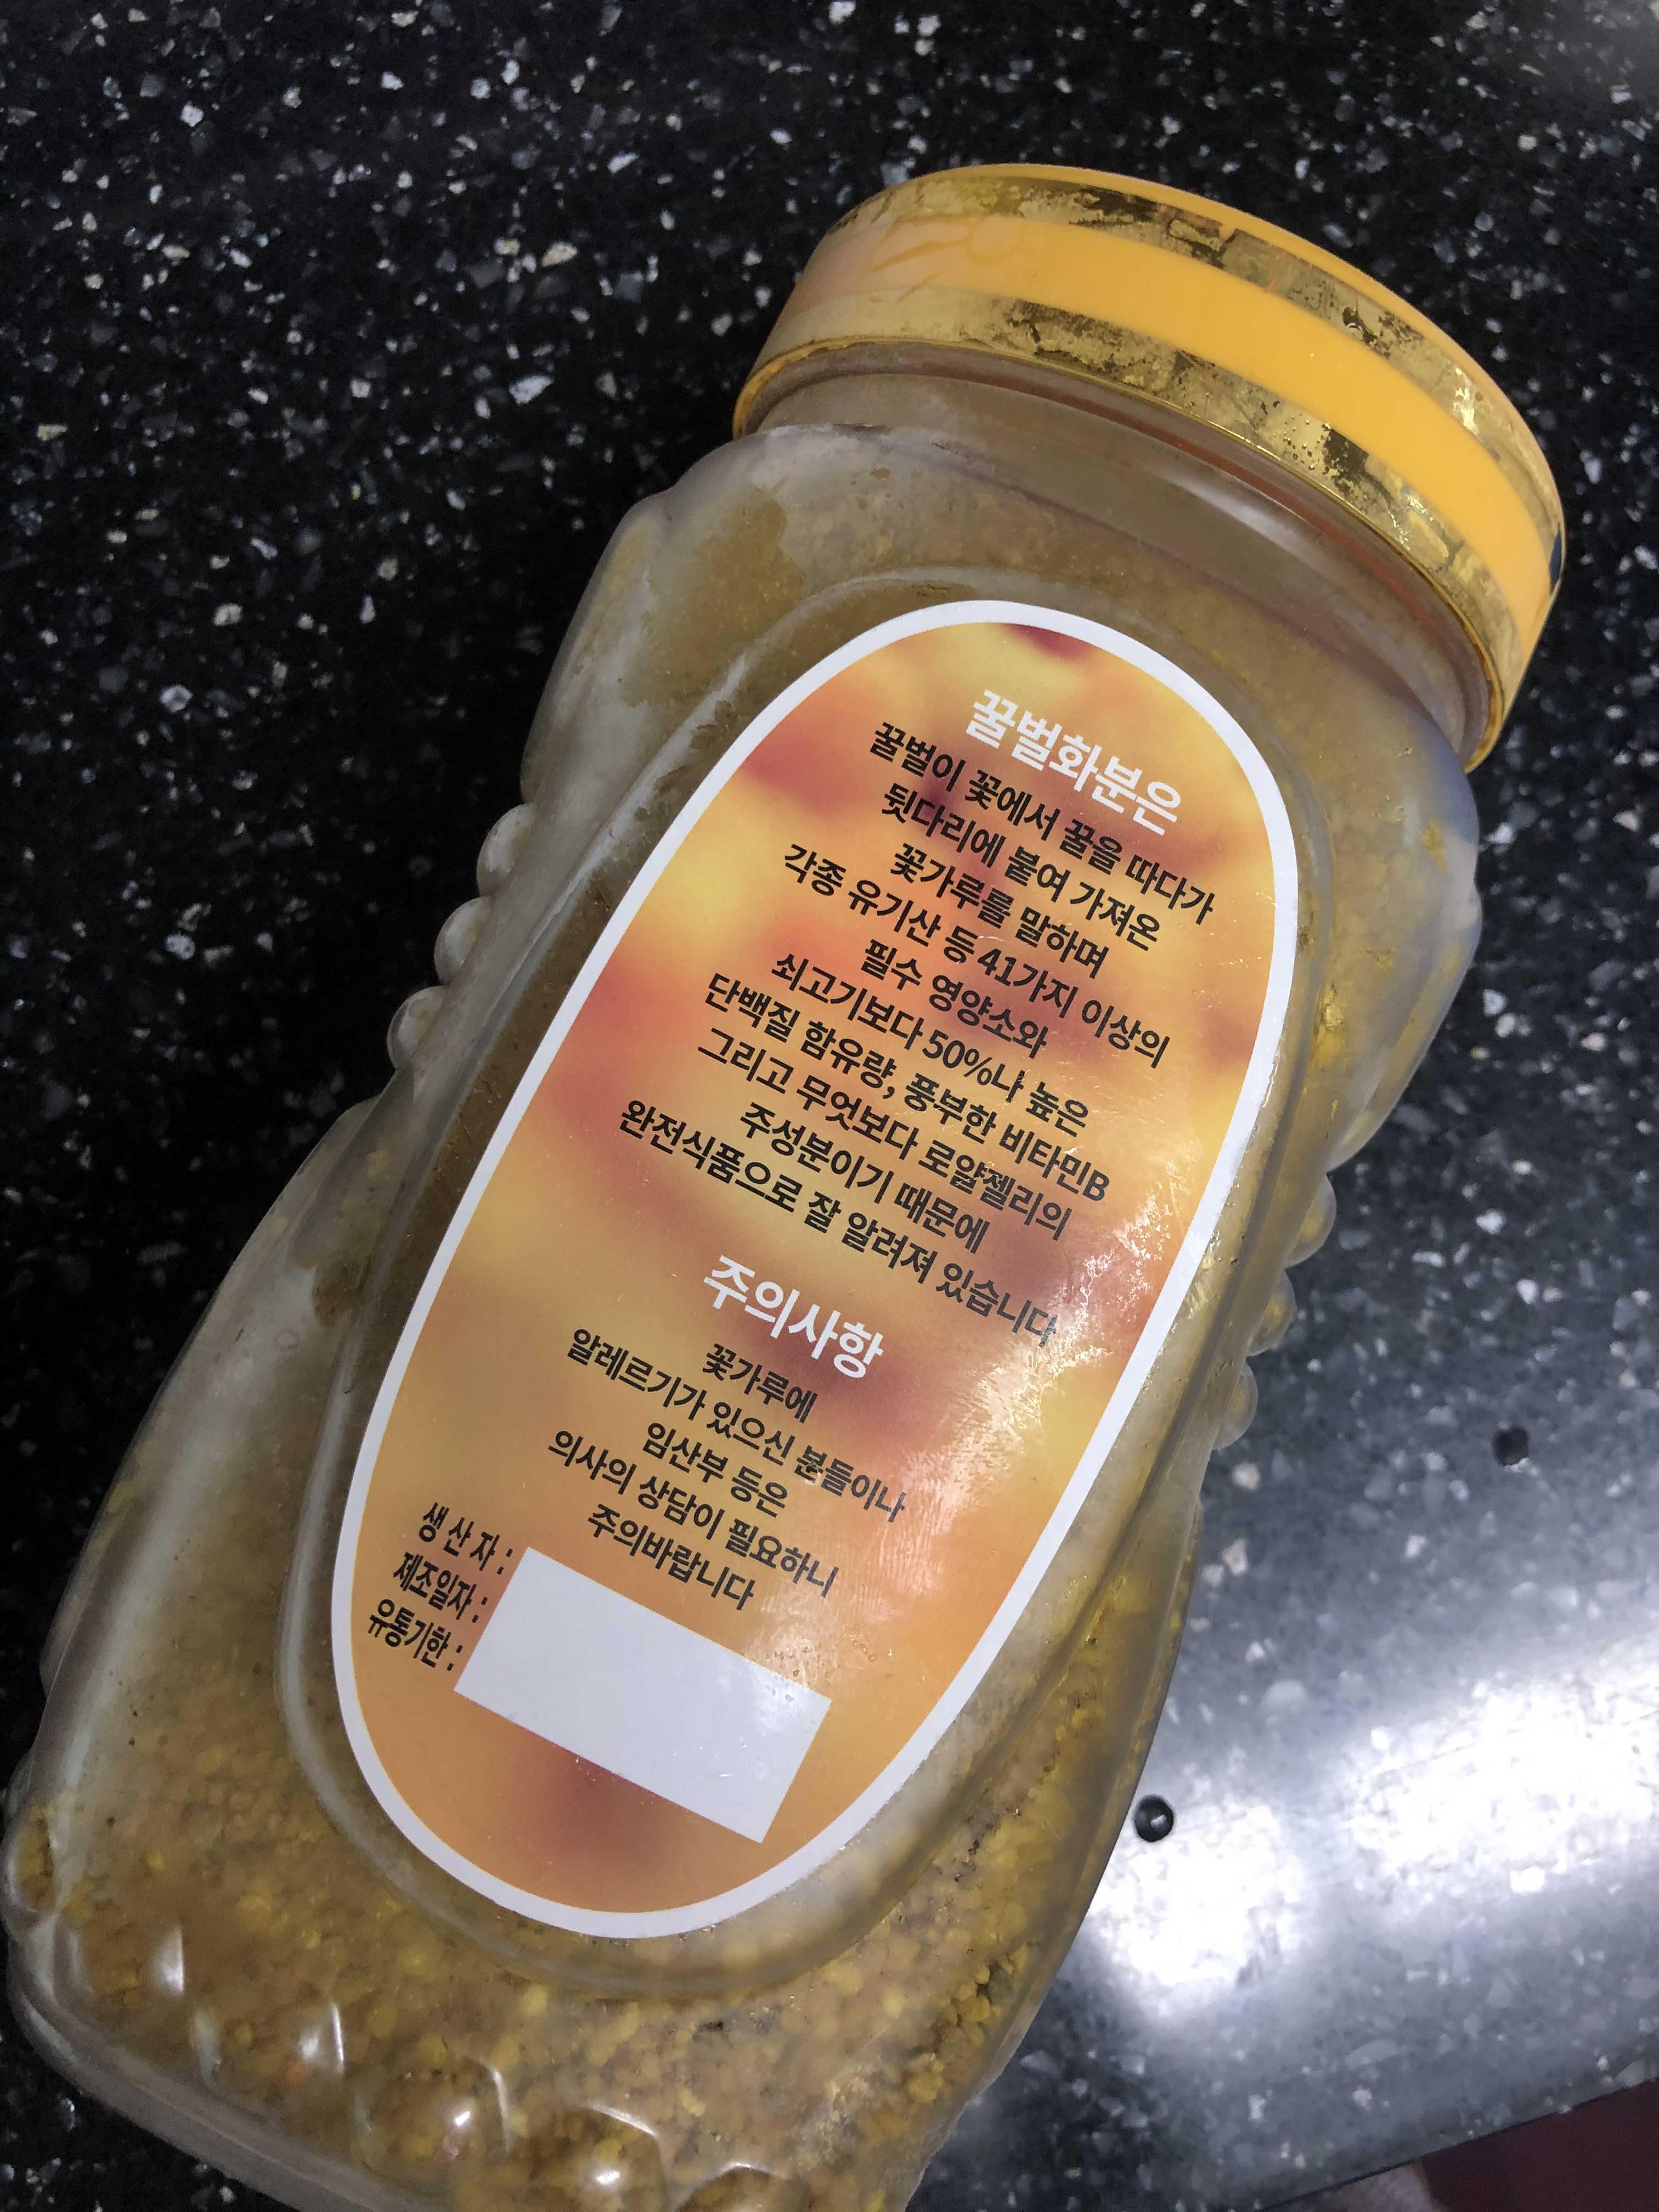 꿀벌화분은
꿀벌이 꽃에서 꿀을 따다가
뒷다리에 붙여 가져온
꽃가루를 말하며
각종 유기산 등 41가지 이상의
필수 영양소와
쇠고기보다 50%나 높은
단백질 함유량, 풍부한 비타민B
그리고 무엇보다 로얄젤리의
주성분이기 때문에
완전식품으로 잘 알려져 있습니다
주의사항
꽃가루에
알레르기가 있으신 분들이나
임산부 등은
의사의 상담이 필요하니
주의바랍니다
생 산 자 :
제조일자 :
유통기한 :